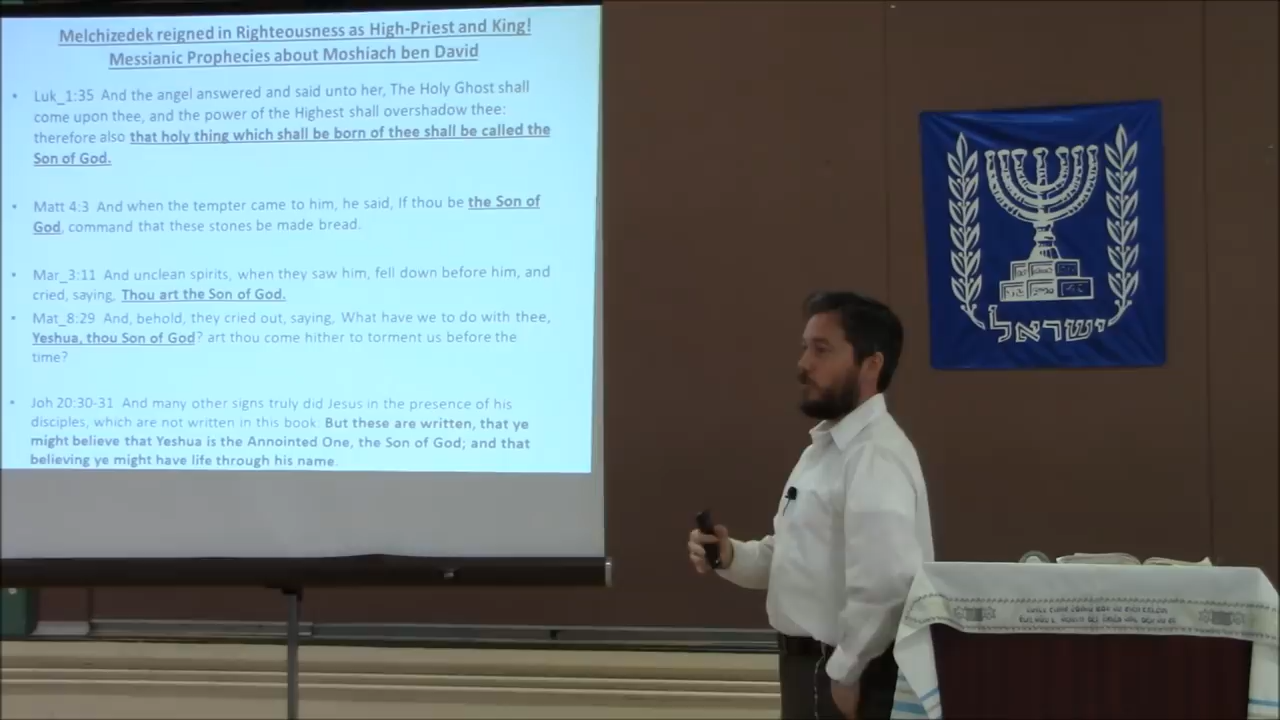 Melchizedek reigned in Righteousness as High-Priest and King!
Messianic Prophecies about Moshiach ben David
• Luk_1:35 And the angel answered and said unto her, The Holy Ghost shall
come upon thee, and the power of the Highest shall overshadow thee:
therefore also that holy thing which shall be born of thee shall be called the
Son of God.
• Matt 4:3 And when the tempter came to him, he said, If thou be the Son of
God, command that these stones be made bread.
• Mar_3:11 And unclean spirits, when they saw him, fell down before him, and
cried, saying, Thou art the Son of God.
• Mat_8:29 And, behold, they cried out, saying, What have we to do with thee,
Yeshua, thou Son of God? art thou come hither to torment us before the
time?
• Joh 20:30-31 And many other signs truly did Jesus in the presence of his
disciples, which are not written in this book. But these are written, that ye
might believe that Yeshua is the Annointed One, the Son of God; and that
believing ye might have life through his name.
ישראל